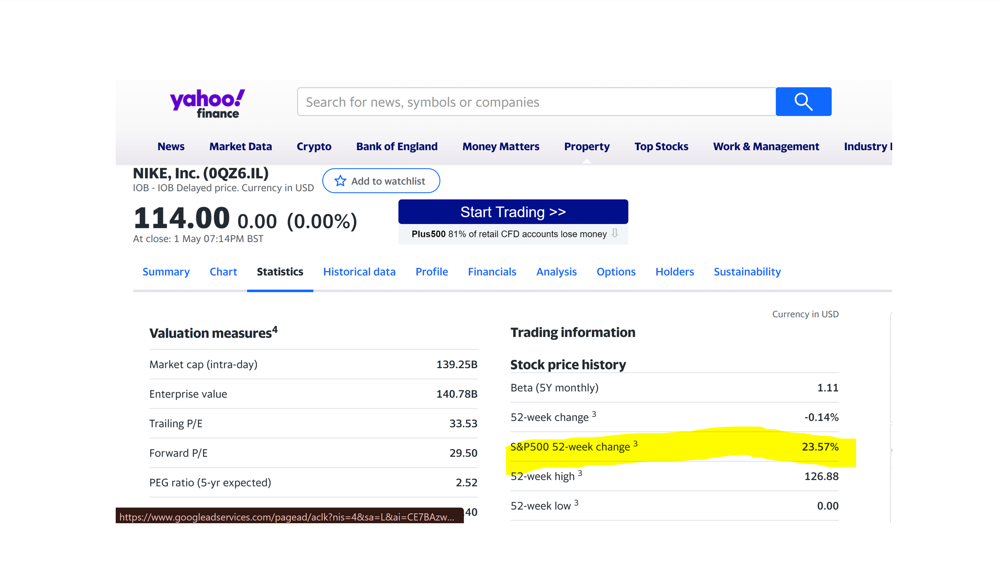 yahoo!
finance
Search for news, symbols or companies
News Market Data Crypto Bank of England Money Matters Property Top Stocks Work & Management Industry
NIKE, Inc. (0QZ6.IL)
IOB - IOB Delayed price. Currency in USD
Add to watchlist
114.00 0.00 (0.00%)
At close: 1 May 07:14PM BST
Start Trading >>
Plus500 81% of retail CFD accounts lose money
Summary Chart Statistics Historical data Profile Financials Analysis Options Holders Sustainability
Currency in USD
Valuation measures4
Market cap (intra-day) 139.25B
Enterprise value 140.78B
Trailing P/E 33.53
Forward P/E 29.50
PEG ratio (5-yr expected) 2.52
.40
https://www.googleadservices.com/pagead/aclk?nis=4&sa=L&ai=CE7BAzw...
Trading information
Stock price history
Beta (5Y monthly) 1.11
52-week change 3 -0.14%
S&P500 52-week change 3 23.57%
52-week high 3 126.88
52-week low 3 0.00